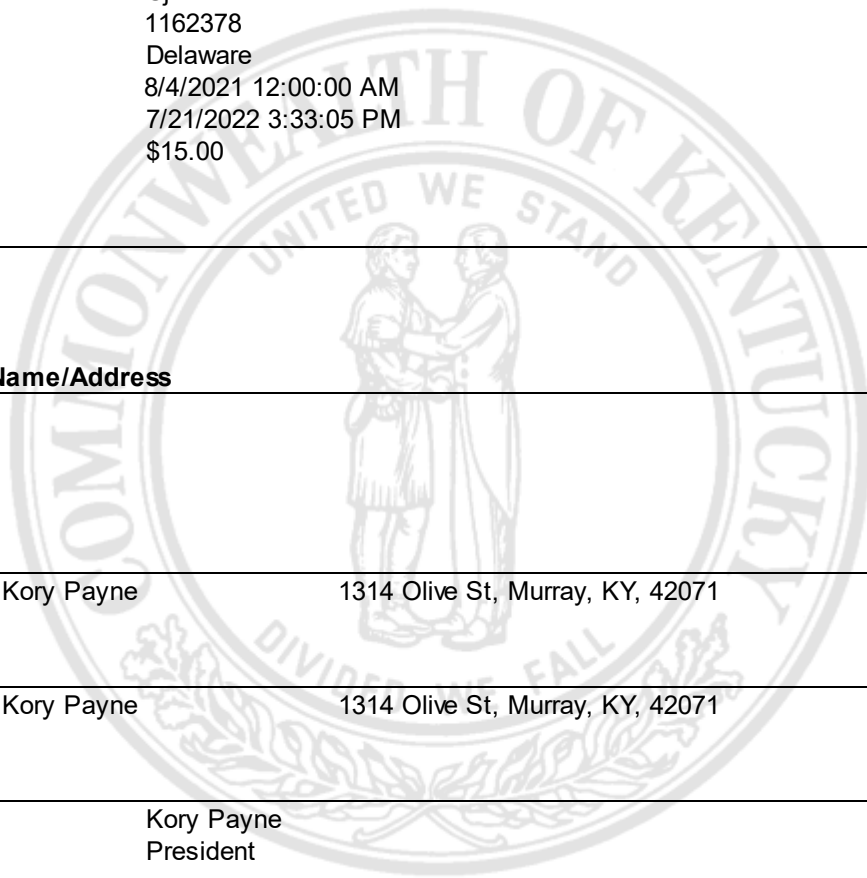 1162378
Delaware
8/4/2021 12:00:00 AM
7/21/2022 3:33:05 PM
$15.00
COMMONWEALTH OF KENTUCKY
UNITED WE STAND
Name/Address
Kory Payne 1314 Olive St, Murray, KY, 42071
DIVIDED WE FALL
Kory Payne 1314 Olive St, Murray, KY, 42071
Kory Payne
President